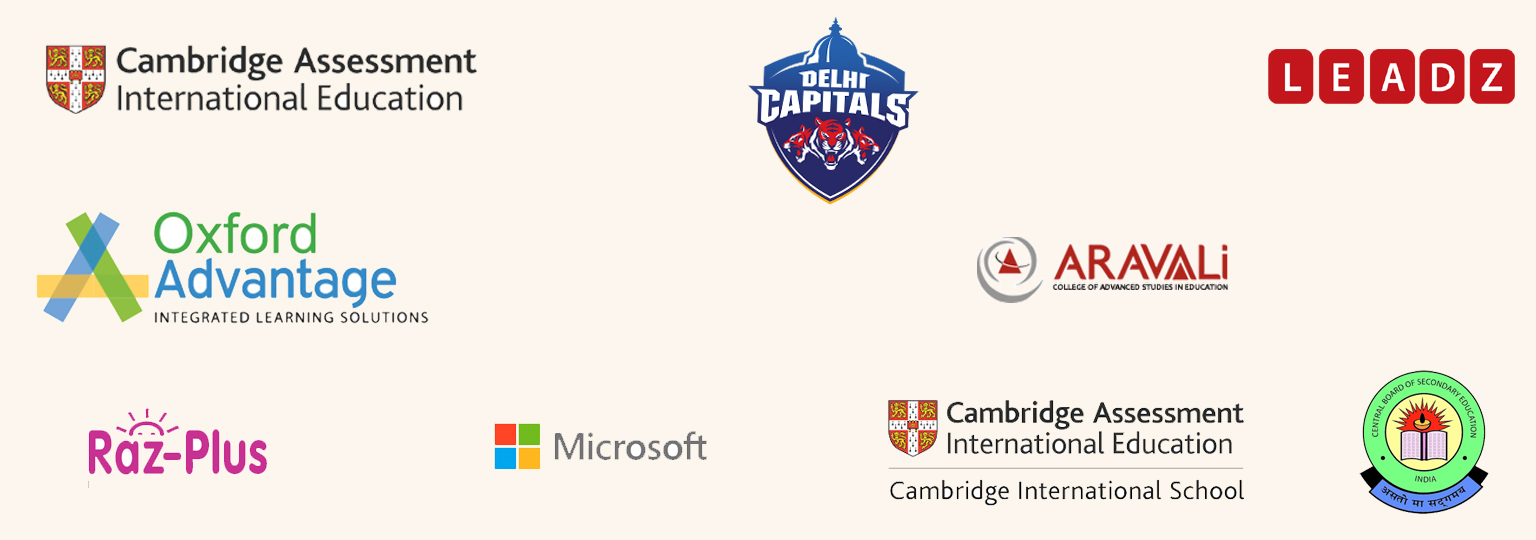 Cambridge Assessment
International Education
DELHI
CAPITALS
LEADZ
Oxford
Advantage
INTEGRATED LEARNING SOLUTIONS
ARAVALi
COLLEGE OF ADVANCED STUDIES IN EDUCATION
Raz-Plus
Microsoft
Cambridge Assessment
International Education
Cambridge International School
CENTRAL BOARD OF SECONDARY EDUCATION
INDIA
असतो मा सद्गमय